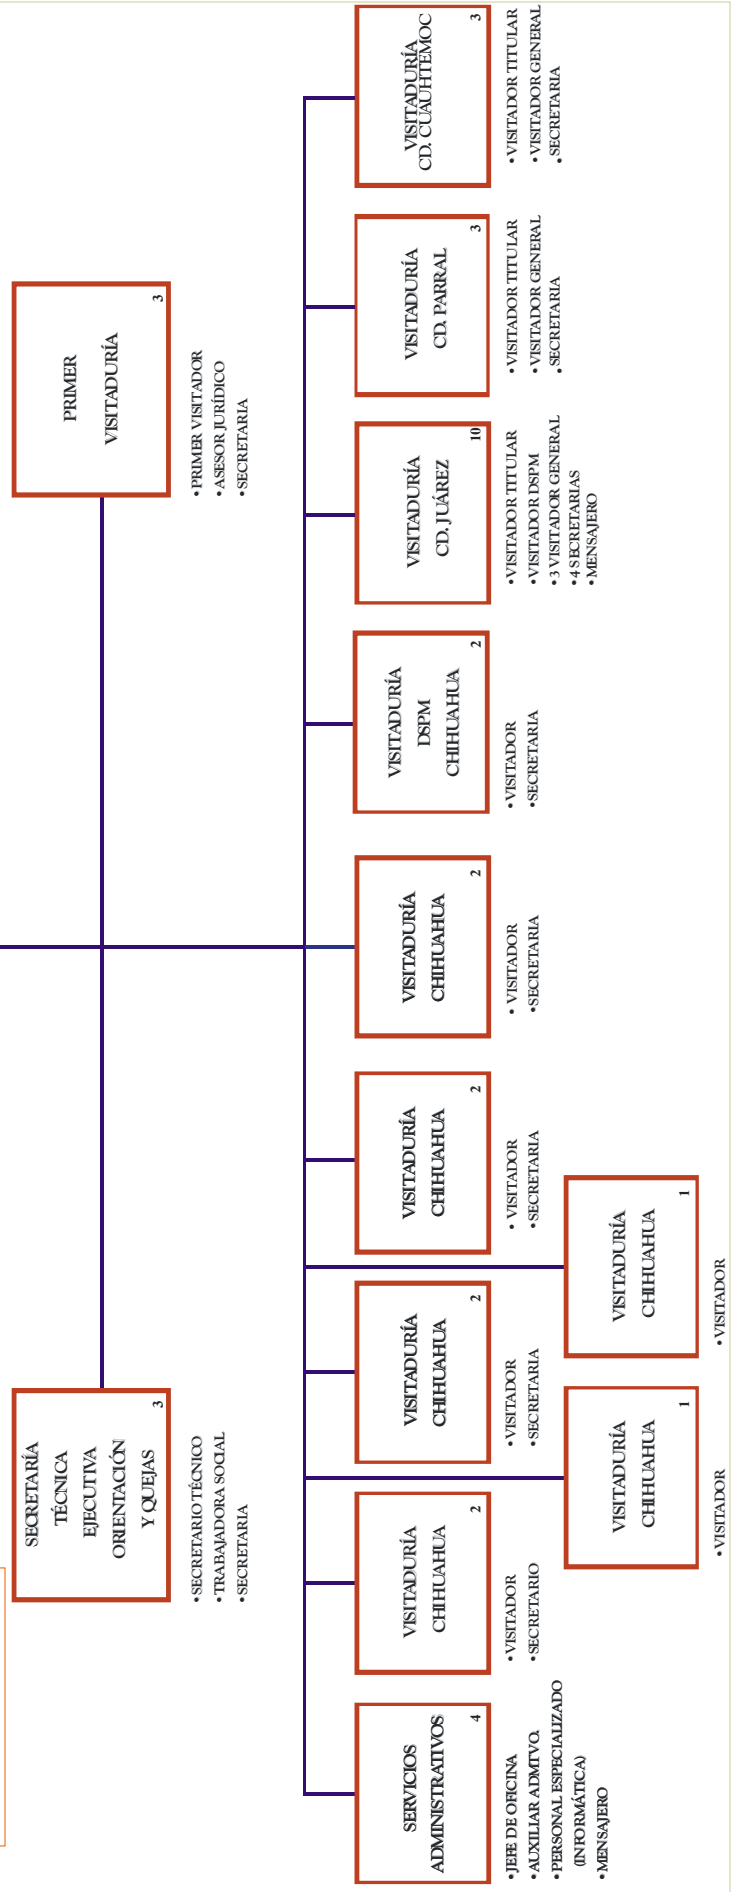 SECRETARÍA
TÉCNICA
EJECUTIVA
ORIENTACIÓN
Y QUEJAS
3
• SECRETARIO TÉCNICO
• TRABAJADORA SOCIAL
• SECRETARIA
PRIMER
VISITADURÍA
3
• PRIMER VISITADOR
• ASESOR JURÍDICO
• SECRETARIA
SERVICIOS
ADMINISTRATIVOS
4
• JEFE DE OFICINA
• AUXILIAR ADMTVO.
• PERSONAL ESPECIALIZADO
(INFORMÁTICA)
• MENSAJERO
VISITADURÍA
CHIHUAHUA
2
• VISITADOR
• SECRETARIO
VISITADURÍA
CHIHUAHUA
2
• VISITADOR
• SECRETARIA
VISITADURÍA
CHIHUAHUA
2
• VISITADOR
• SECRETARIA
VISITADURÍA
CHIHUAHUA
2
• VISITADOR
• SECRETARIA
VISITADURÍA
DSPM
CHIHUAHUA
2
• VISITADOR
• SECRETARIA
VISITADURÍA
CD. JUÁREZ
10
• VISITADOR TITULAR
• VISITADOR DSPM
• 3 VISITADOR GENERAL
• 4 SECRETARIAS
• MENSAJERO
VISITADURÍA
CD. PARRAL
3
• VISITADOR TITULAR
• VISITADOR GENERAL
• SECRETARIA
VISITADURÍA
CD. CUAUHTEMOC
3
• VISITADOR TITULAR
• VISITADOR GENERAL
• SECRETARIA
VISITADURÍA
CHIHUAHUA
1
• VISITADOR
VISITADURÍA
CHIHUAHUA
1
• VISITADOR